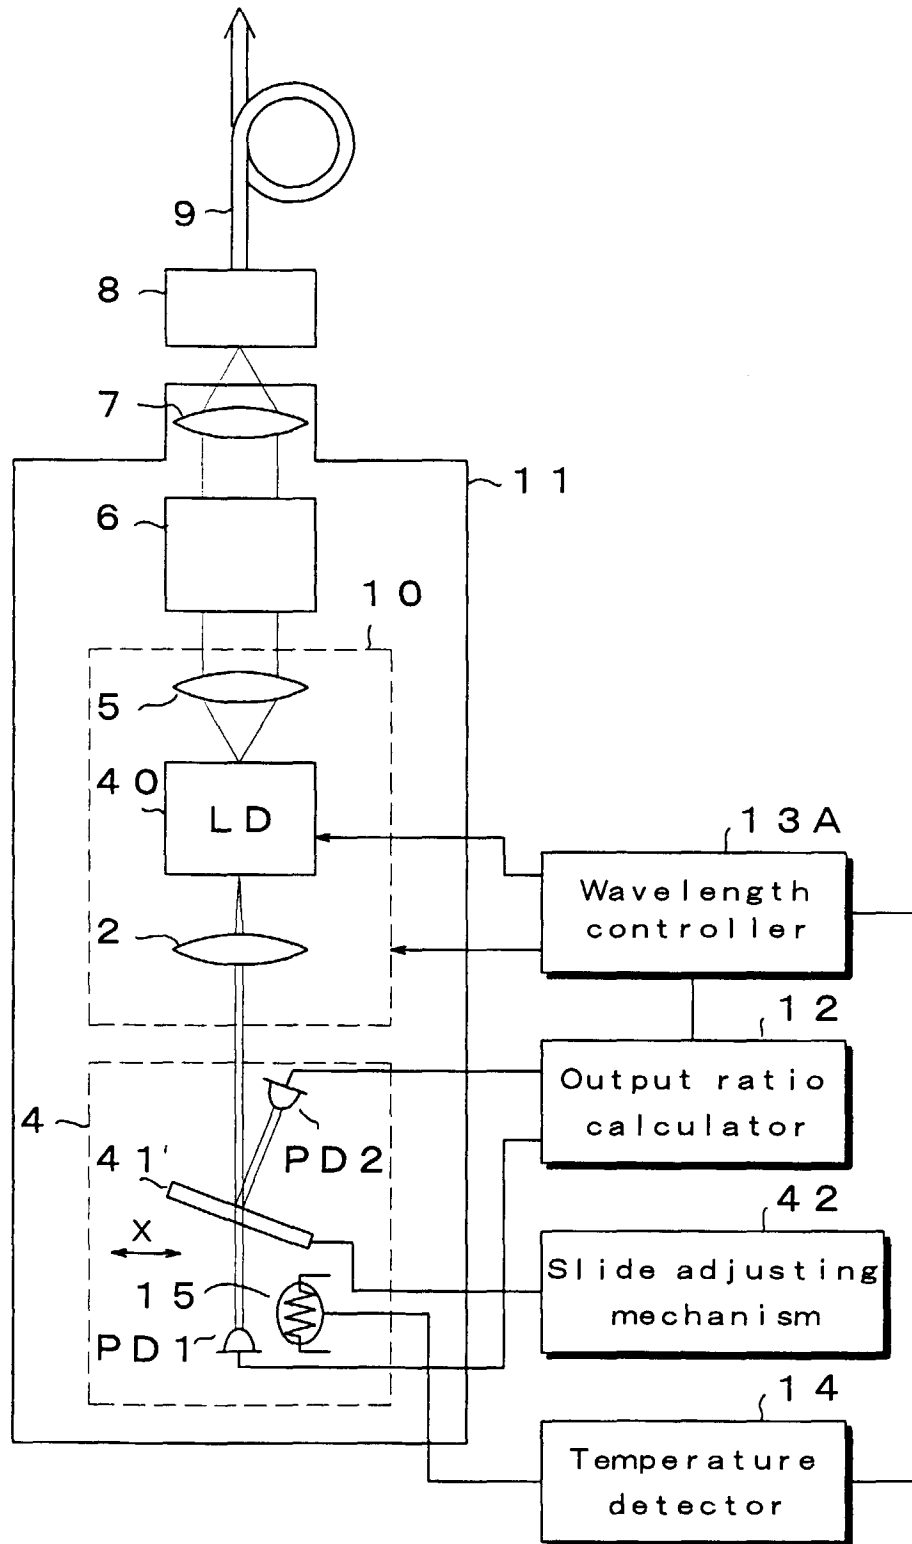 9
8
7
11
6
10
5
40
LD
13A
Wavelength
controller
2
12
Output ratio
calculator
4
PD2
41'
42
X
Slide adjusting
mechanism
15
PD1
14
Temperature
detector